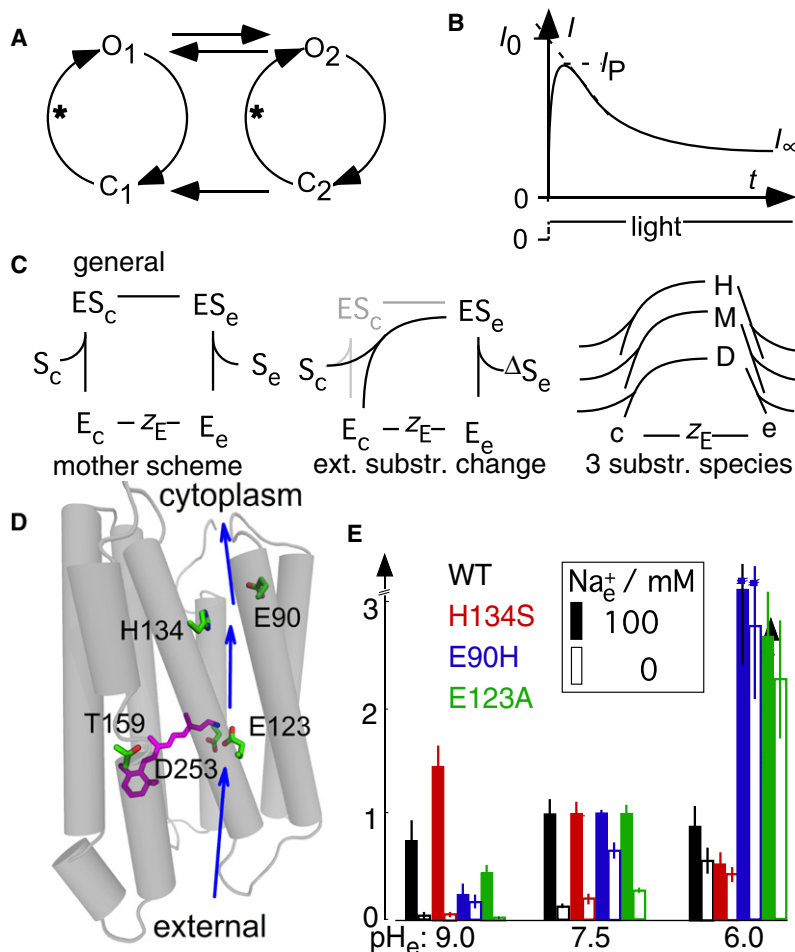 A
O1
O2
*
*
C1
C2
B
I0
I
IP
I∞
t
0
0
light
C
general
ESc
ESe
Sc
Se
Ec – zE – Ee
mother scheme
ESc
ESe
Sc
ΔSe
Ec – zE – Ee
ext. substr. change
H
M
D
c
zE
e
3 substr. species
D
cytoplasm
H134
E90
T159
E123
D253
external
E
WT
H134S
E90H
E123A
Na+e / mM
100
0
3
2
1
0
pHe: 9.0
7.5
6.0